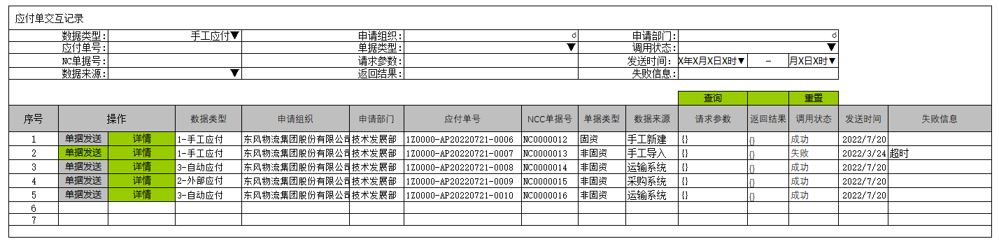 应付单交互记录
数据类型: 手工应付▼ 申请组织: 申请部门:
应付单号: 单据类型: ▼ 调用状态: ▼
NC单据号: 请求参数: 发送时间: X年X月X日X时▼ – 月X日X时▼
数据来源: ▼ 返回结果: 失败信息:
查询 重置
序号 操作 数据类型 申请组织 申请部门 应付单号 NCC单据号 单据类型 数据来源 请求参数 返回结果 调用状态 发送时间 失败信息
1 单据发送 详情 1-手工应付 东风物流集团股份有限公司 技术发展部 1Z0000-AP20220721-0006 NC0000012 固资 手工新建 {} {} 成功 2022/7/20
2 单据发送 详情 1-手工应付 东风物流集团股份有限公司 技术发展部 1Z0000-AP20220721-0007 NC0000013 非固资 手工导入 {} {} 失败 2022/3/24 超时
3 单据发送 详情 3-自动应付 东风物流集团股份有限公司 技术发展部 1Z0000-AP20220721-0008 NC0000014 非固资 运输系统 {} {} 成功 2022/7/20
4 单据发送 详情 2-外部应付 东风物流集团股份有限公司 技术发展部 1Z0000-AP20220721-0009 NC0000015 非固资 采购系统 {} {} 成功 2022/7/20
5 单据发送 详情 3-自动应付 东风物流集团股份有限公司 技术发展部 1Z0000-AP20220721-0010 NC0000016 非固资 运输系统 {} {} 成功 2022/7/20
6
7